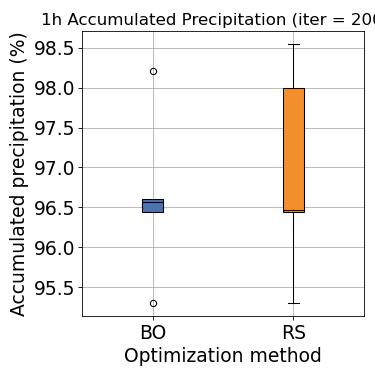 1h Accumulated Precipitation (iter = 200
Accumulated precipitation (%)
98.5
98.0
97.5
97.0
96.5
96.0
95.5
BO RS
Optimization method